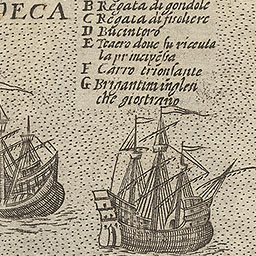 DECA
B Regata di gondole
C Regata di fisolere
D Bucintoro
E Teatro doue fu riceuuta
la principessa
F Carro trionfante
G Brigantini inglesi
che giostrano